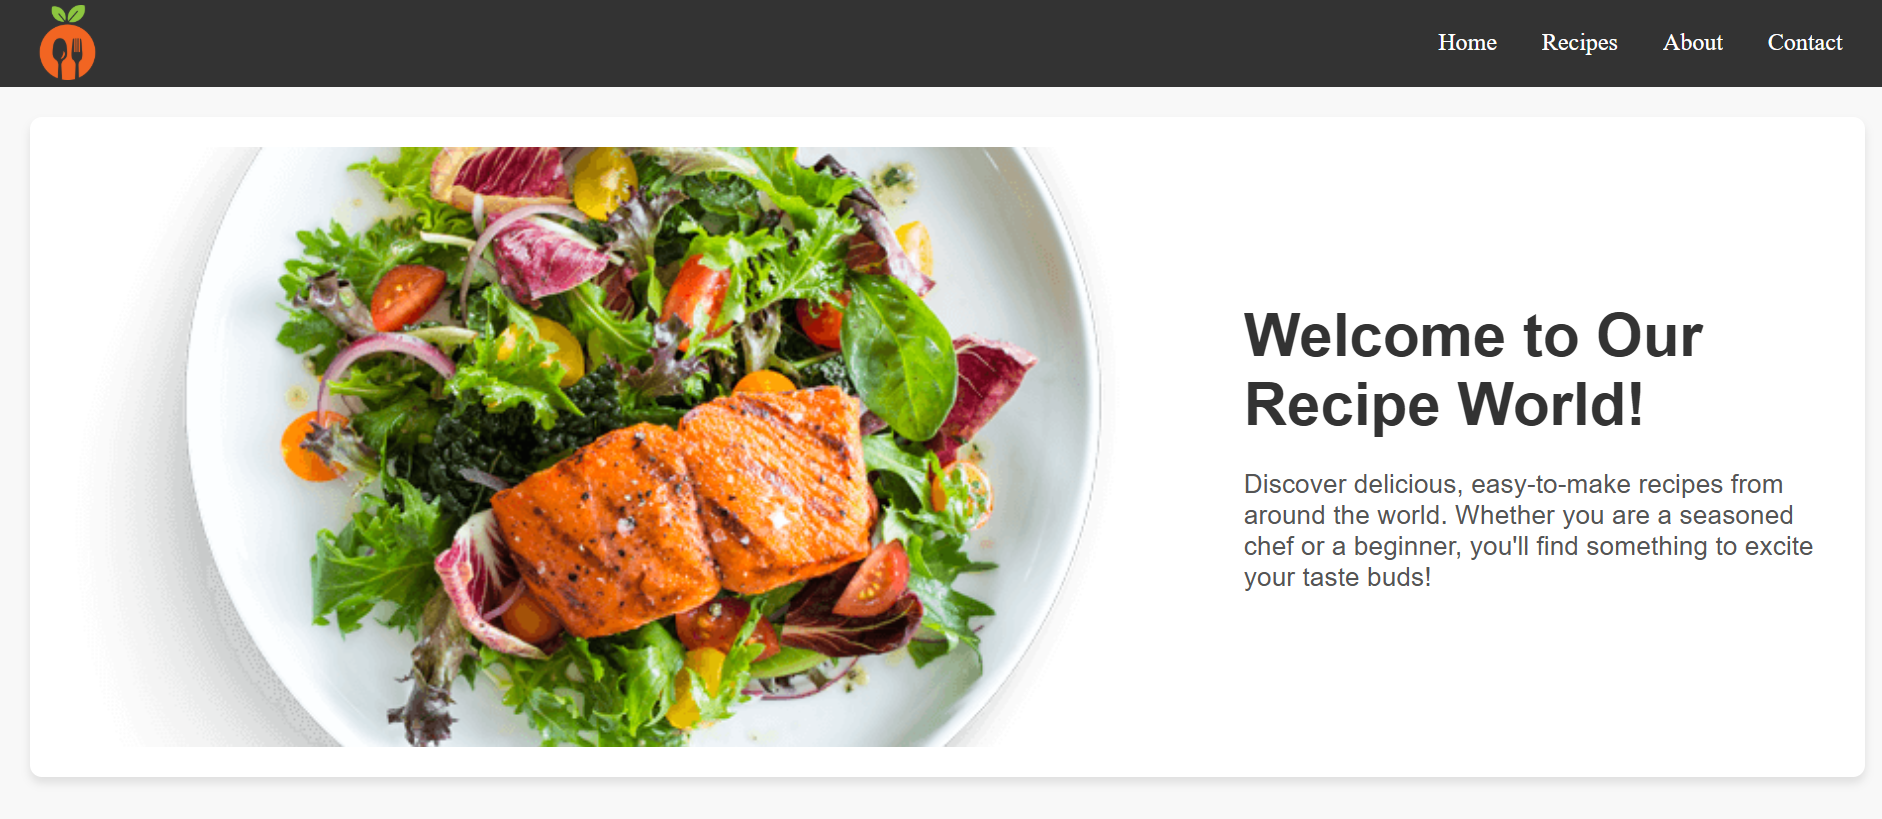 Home Recipes About Contact
Welcome to Our
Recipe World!
Discover delicious, easy-to-make recipes from
around the world. Whether you are a seasoned
chef or a beginner, you'll find something to excite
your taste buds!